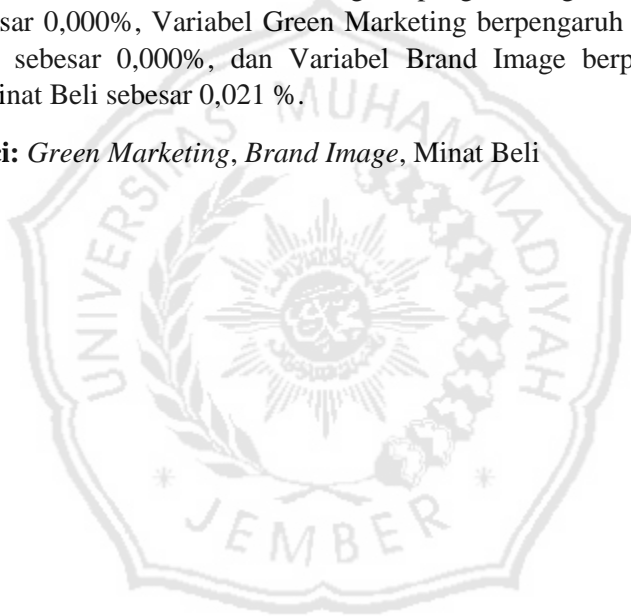 sar 0,000%, Variabel Green Marketing berpengaruh
sebesar 0,000%, dan Variabel Brand Image berp
inat Beli sebesar 0,021 %.
ci: Green Marketing, Brand Image, Minat Beli
UNIVERSITAS MUHAMMADIYAH
JEMBER